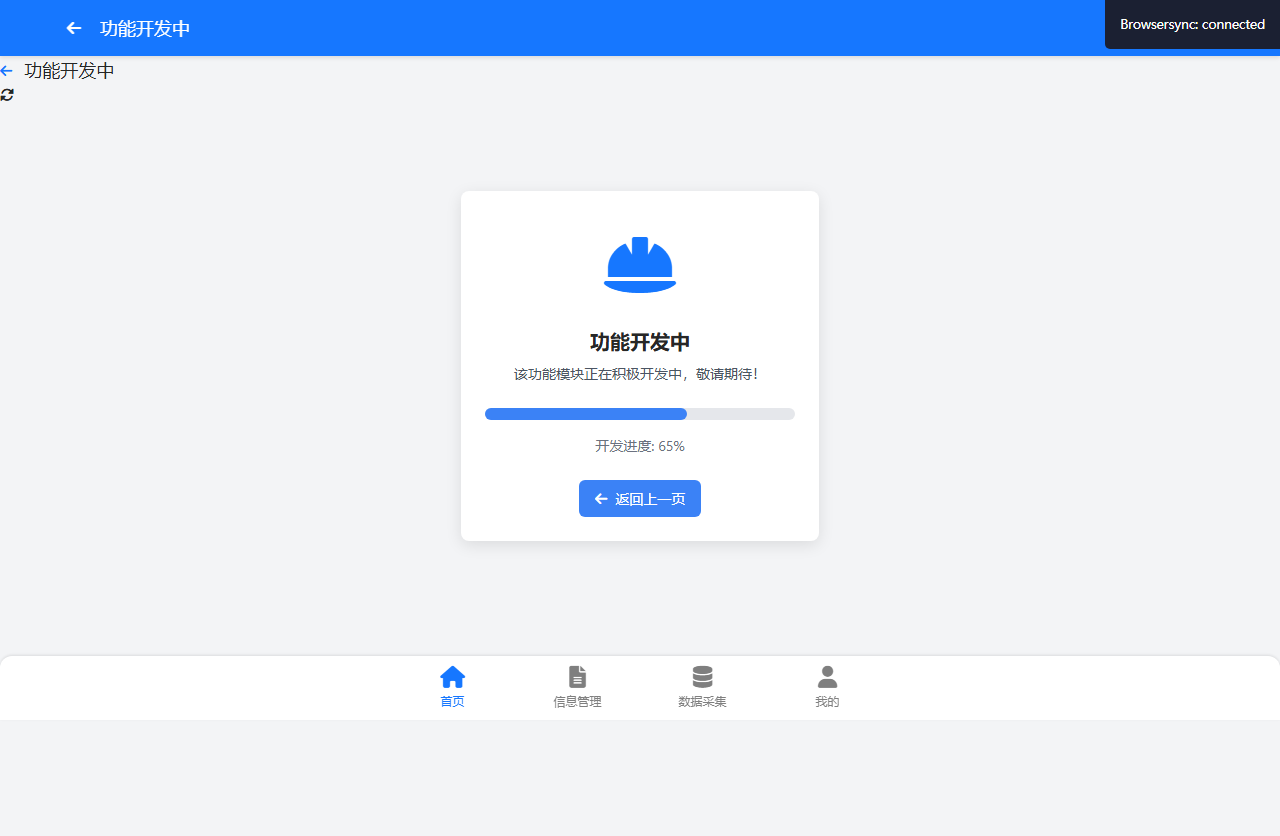 功能开发中
Browsersync: connected
功能开发中
功能开发中
该功能模块正在积极开发中，敬请期待！
开发进度: 65%
返回上一页
首页
信息管理
数据采集
我的